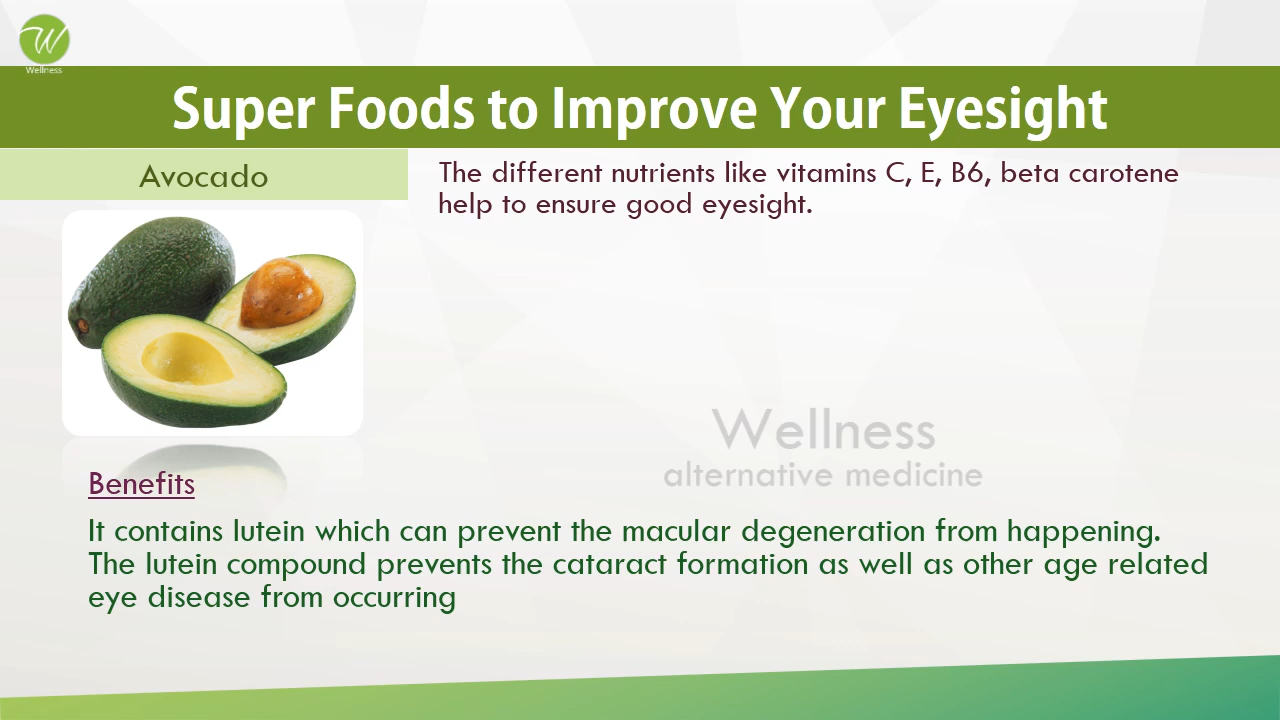 W
Wellness
Super Foods to Improve Your Eyesight
Avocado
The different nutrients like vitamins C, E, B6, beta carotene
help to ensure good eyesight.
Wellness
alternative medicine
Benefits
It contains lutein which can prevent the macular degeneration from happening.
The lutein compound prevents the cataract formation as well as other age related
eye disease from occurring